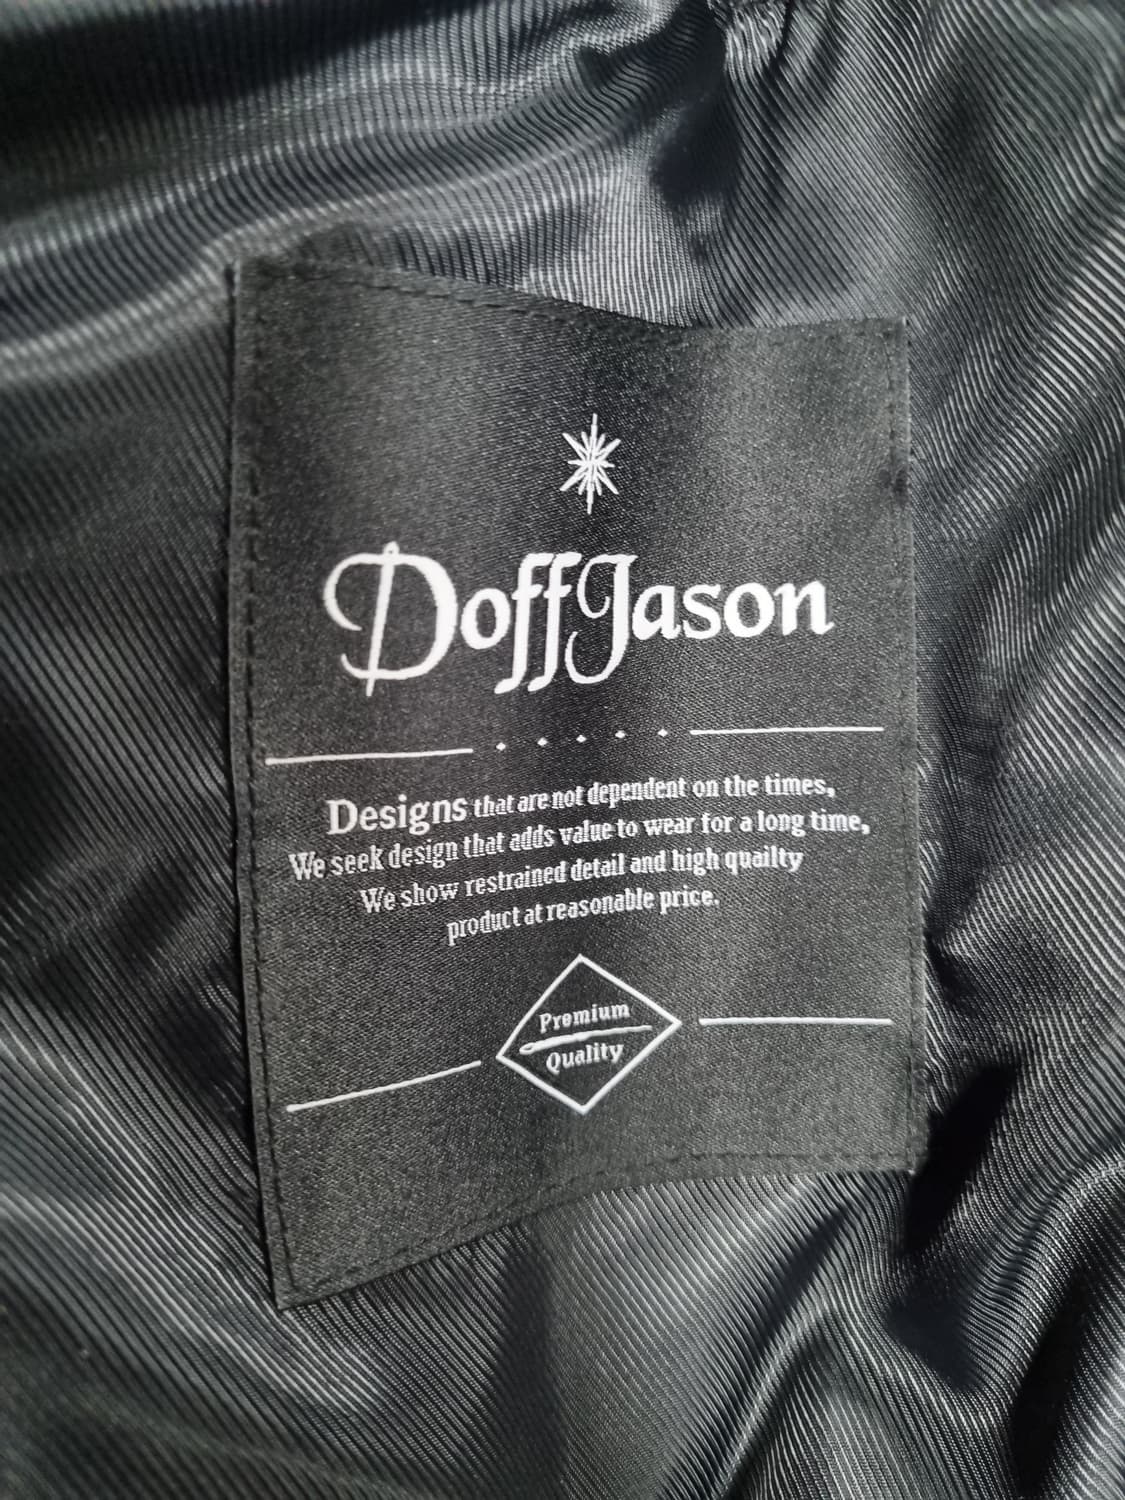 DoffJason
Designs that are not dependent on the times,
We seek design that adds value to wear for a long time,
We show restrained detail and high quailty
product at reasonable price.
Premium
Quality